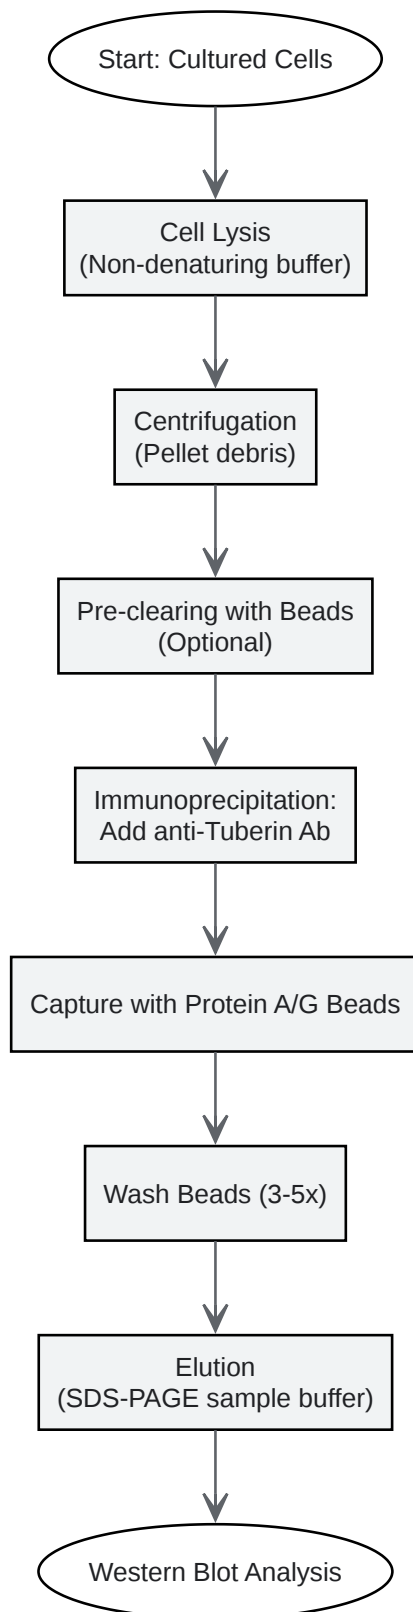 Start: Cultured Cells
Cell Lysis
(Non-denaturing buffer)
Centrifugation
(Pellet debris)
Pre-clearing with Beads
(Optional)
Immunoprecipitation:
Add anti-Tuberin Ab
Capture with Protein A/G Beads
Wash Beads (3-5x)
Elution
(SDS-PAGE sample buffer)
Western Blot Analysis